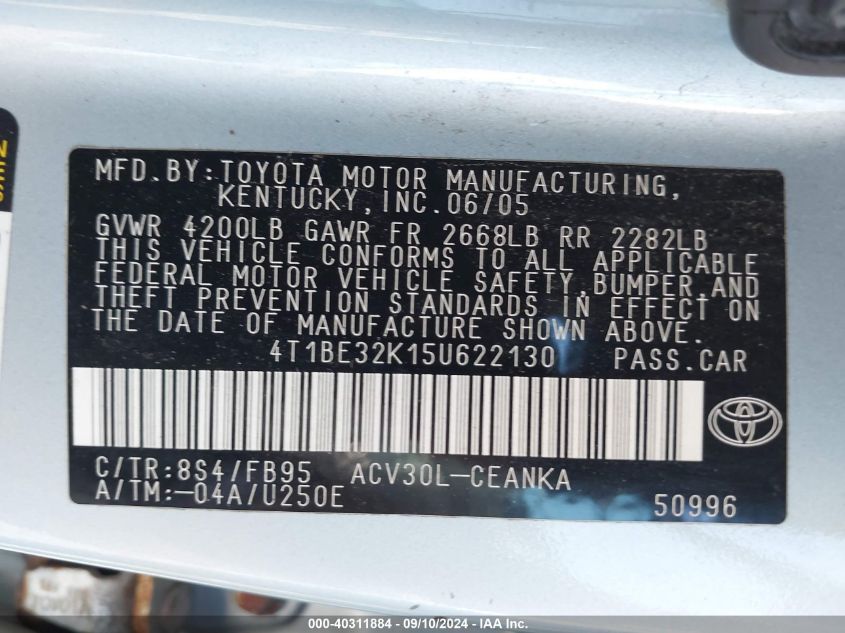 MFD.BY:TOYOTA MOTOR MANUFACTURING,
KENTUCKY,INC.06/05
GVWR 4200LB GAWR FR 2668LB RR 2282LB
THIS VEHICLE CONFORMS TO ALL APPLICABLE
FEDERAL MOTOR VEHICLE SAFETY,BUMPER,AND
THEFT PREVENTION STANDARDS IN EFFECT ON
THE DATE OF MANUFACTURE SHOWN ABOVE.
4T1BE32K15U622130 PASS.CAR
C/TR:8S4/FB95 ACV30L-CEANKA
A/TM:-04A/U250E
50996
000-40311884 - 09/10/2024 - IAA Inc.